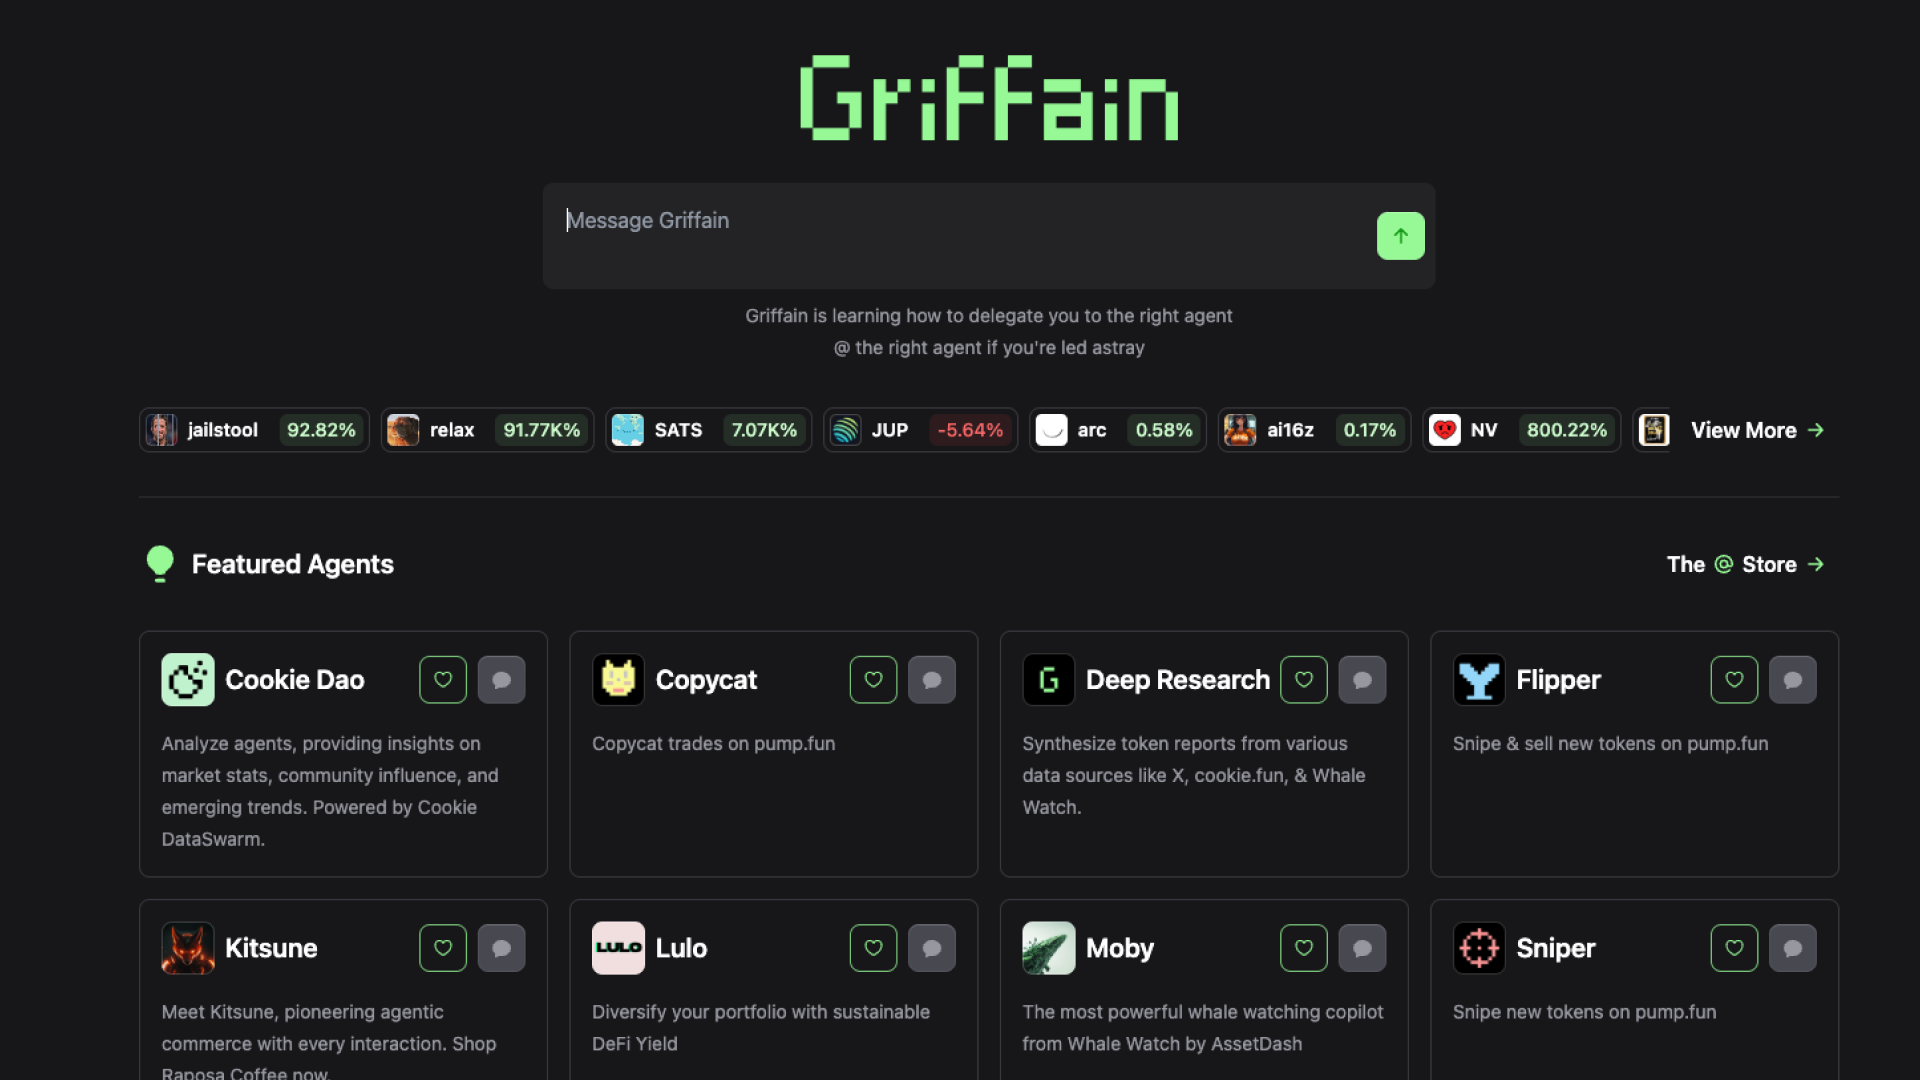 Griffain
Message Griffain
Griffain is learning how to delegate you to the right agent
@ the right agent if you're led astray
jailstool 92.82% relax 91.77K% SATS 7.07K% JUP -5.64% arc 0.58% ai16z 0.17% NV 800.22% View More →
Featured Agents
The @ Store →
Cookie Dao
Analyze agents, providing insights on
market stats, community influence, and
emerging trends. Powered by Cookie
DataSwarm.
Copycat
Copycat trades on pump.fun
G
Deep Research
Synthesize token reports from various
data sources like X, cookie.fun, & Whale
Watch.
Flipper
Snipe & sell new tokens on pump.fun
Kitsune
Meet Kitsune, pioneering agentic
commerce with every interaction. Shop
Raposa Coffee now.
LULO
Lulo
Diversify your portfolio with sustainable
DeFi Yield
Moby
The most powerful whale watching copilot
from Whale Watch by AssetDash
Sniper
Snipe new tokens on pump.fun